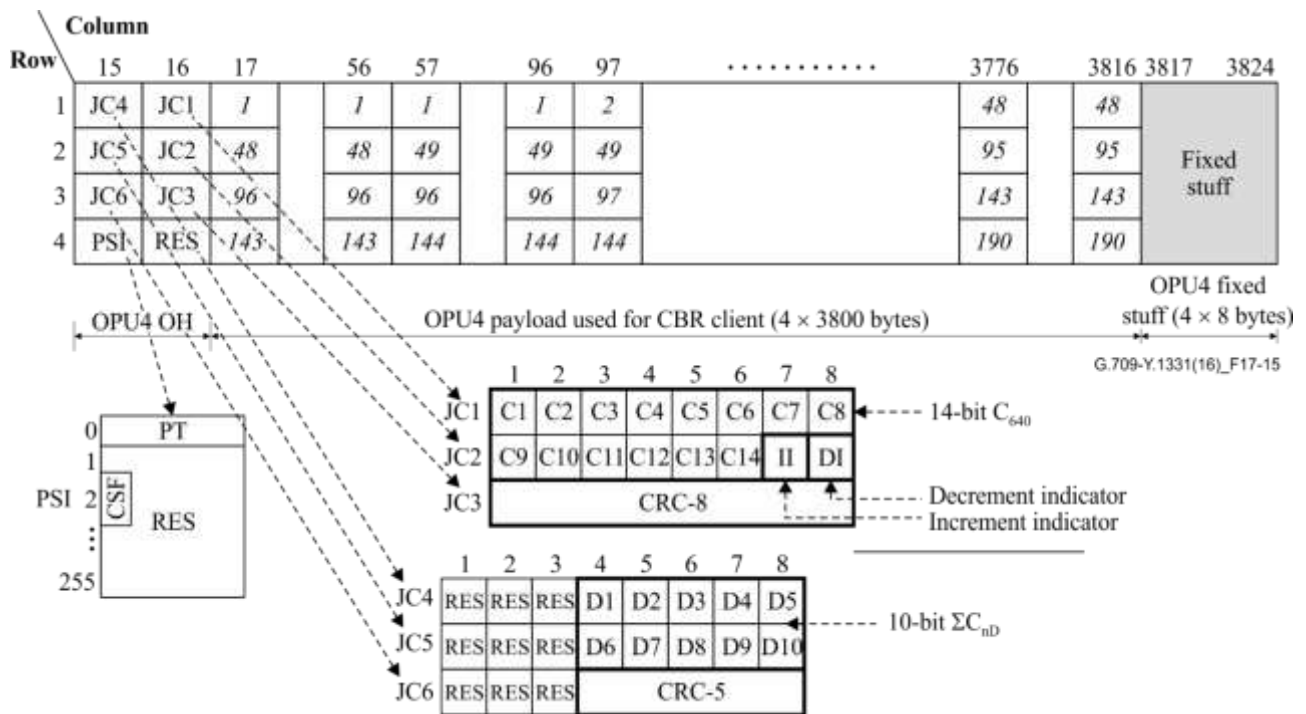 Column
Row 15 16 17 56 57 96 97 ........... 3776 3816 3817 3824
1 JC4 JC1 1 1 1 1 2 48 48
2 JC5 JC2 48 48 49 49 49 95 95
Fixed
stuff
3 JC6 JC3 96 96 96 96 97 143 143
4 PSI RES 143 143 144 144 144 190 190
OPU4 OH
OPU4 payload used for CBR client (4 × 3800 bytes)
OPU4 fixed
stuff (4 × 8 bytes)
G.709-Y.1331(16)_F17-15
1 2 3 4 5 6 7 8
JC1 C1 C2 C3 C4 C5 C6 C7 C8 14-bit C640
JC2 C9 C10 C11 C12 C13 C14 II DI
JC3 CRC-8
Decrement indicator
Increment indicator
0 PT
1
PSI 2 CSF RES
255
1 2 3 4 5 6 7 8
JC4 RES RES RES D1 D2 D3 D4 D5
10-bit ΣCnD
JC5 RES RES RES D6 D7 D8 D9 D10
JC6 RES RES RES CRC-5